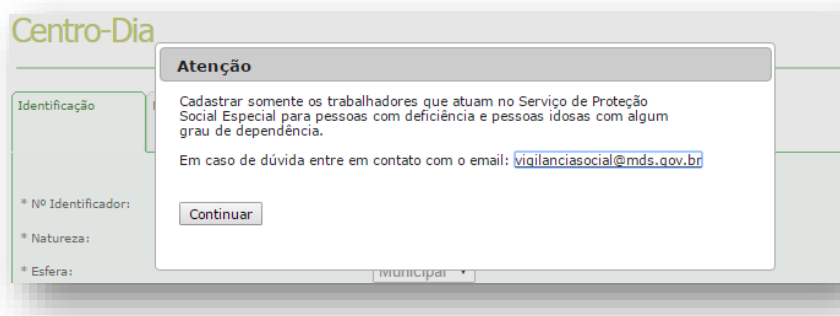 Centro-Dia
Atenção
Identificação
Cadastrar somente os trabalhadores que atuam no Serviço de Proteção
Social Especial para pessoas com deficiência e pessoas idosas com algum
grau de dependência.
Em caso de dúvida entre em contato com o email: vigilanciasocial@mds.gov.br
* Nº Identificador:
Continuar
* Natureza:
* Esfera:
Municipal